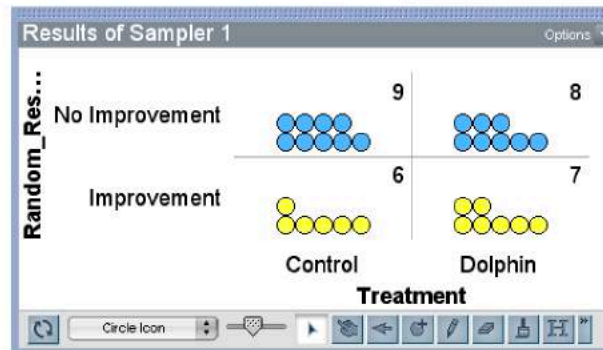 Results of Sampler 1
Options
Random_Res...
No Improvement
9
8
Improvement
6
7
Control
Dolphin
Treatment
Circle Icon